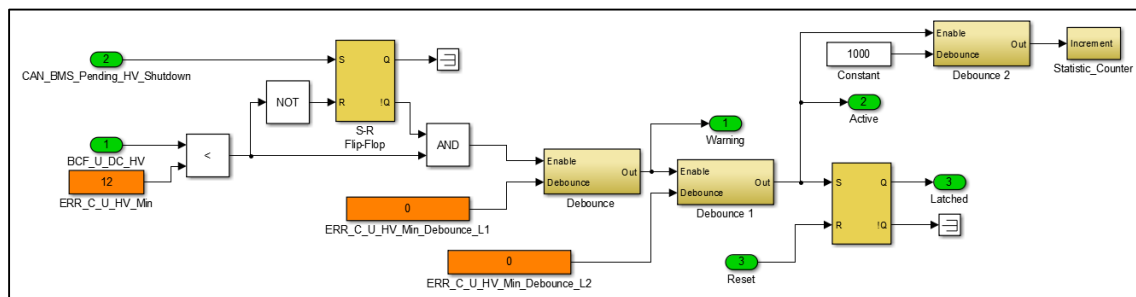 2
CAN_BMS_Pending_HV_Shutdown
S
Q
R
!Q
S-R
Flip-Flop
NOT
1
BCF_U_DC_HV
12
ERR_C_U_HV_Min
<
AND
0
ERR_C_U_HV_Min_Debounce_L1
0
ERR_C_U_HV_Min_Debounce_L2
Enable
Debounce
Out
Debounce
1
Warning
Enable
Debounce
Out
Debounce 1
1000
Constant
Enable
Debounce
Out
Debounce 2
Increment
Statistic_Counter
2
Active
S
Q
R
!Q
3
Latched
3
Reset